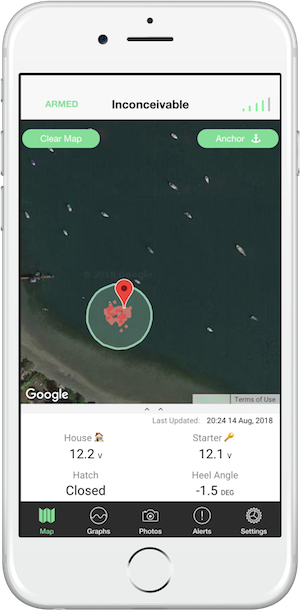 ARMED Inconceivable
Clear Map Anchor
Google Terms of Use
Last Updated: 20:24 14 Aug, 2018
House Starter
12.2 V 12.1 V
Hatch Heel Angle
Closed -1.5 DEG
Map Graphs Photos Alerts Settings